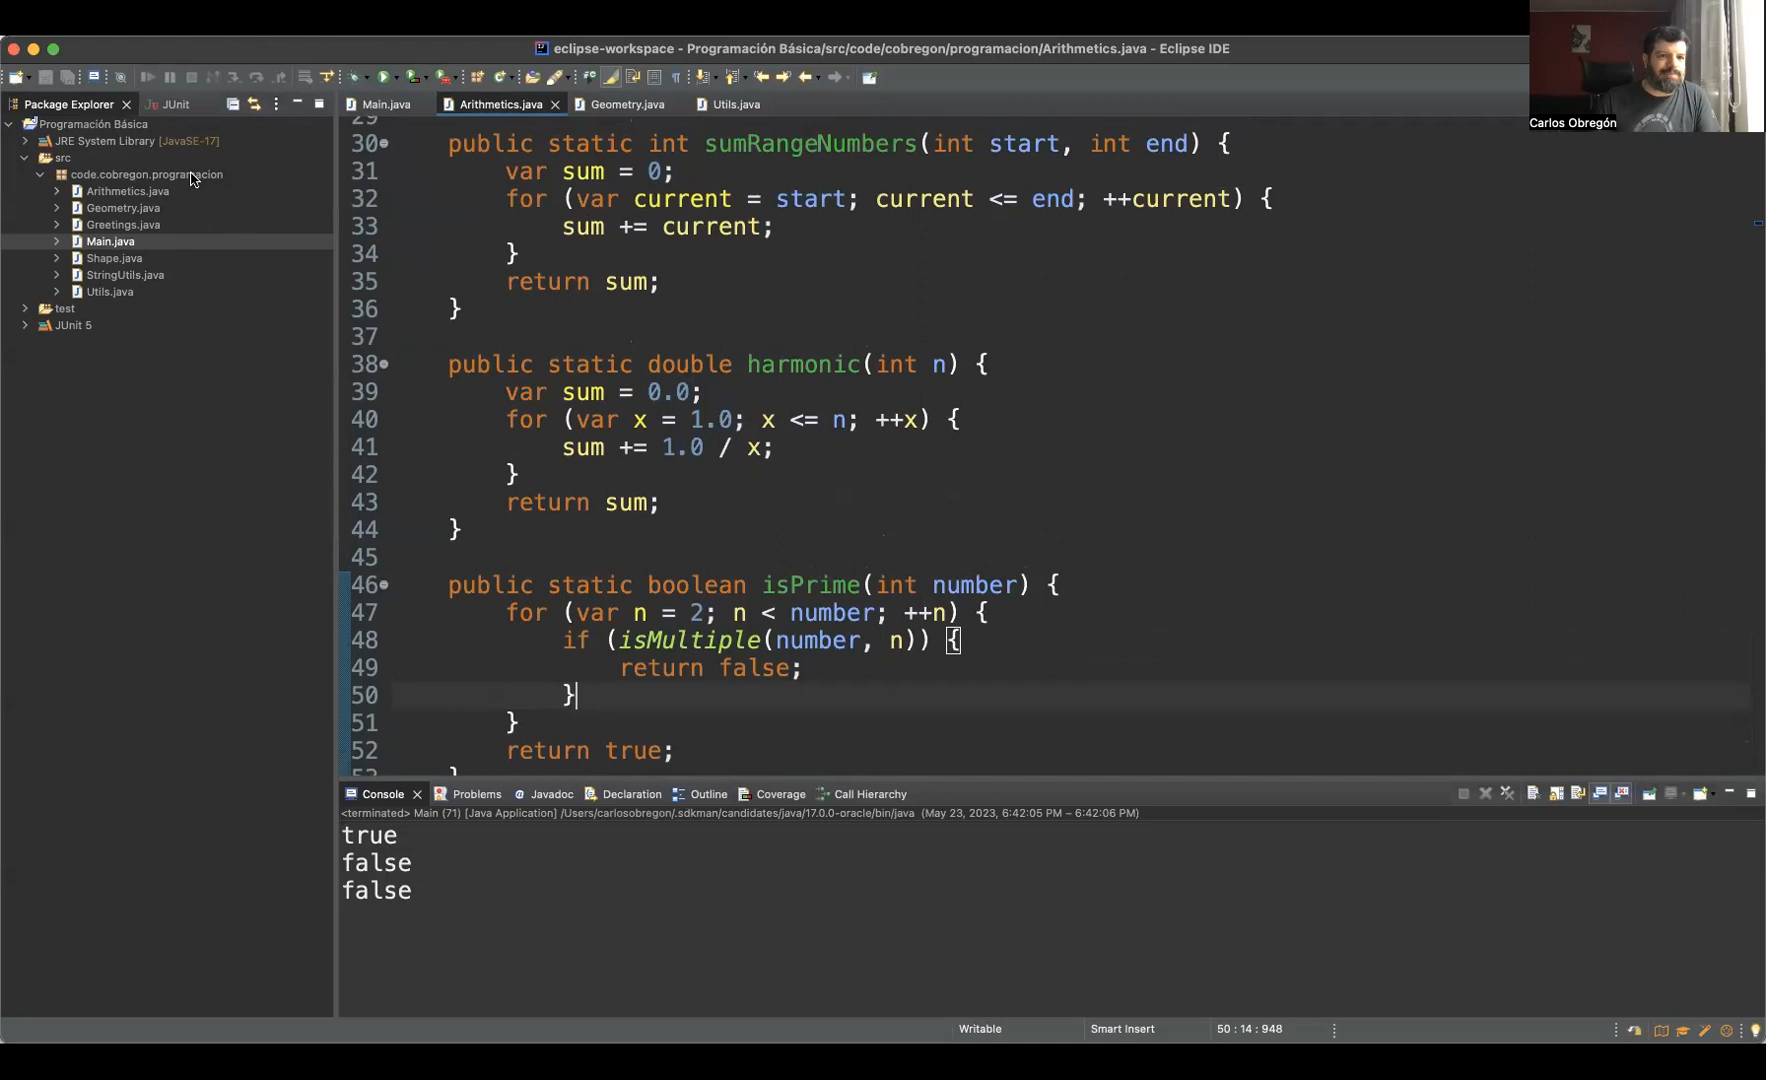 eclipse-workspace - Programación Básica/src/code/cobregon/programacion/Arithmetics.java - Eclipse IDE
Carlos Obregón
Package Explorer
JUnit
Main.java
Arithmetics.java
Geometry.java
Utils.java
Programación Básica
JRE System Library [JavaSE-17]
src
code.cobregon.programacion
Arithmetics.java
Geometry.java
Greetings.java
Main.java
Shape.java
StringUtils.java
Utils.java
test
JUnit 5
29
30 public static int sumRangeNumbers(int start, int end) {
31 var sum = 0;
32 for (var current = start; current <= end; ++current) {
33 sum += current;
34 }
35 return sum;
36 }
37
38 public static double harmonic(int n) {
39 var sum = 0.0;
40 for (var x = 1.0; x <= n; ++x) {
41 sum += 1.0 / x;
42 }
43 return sum;
44 }
45
46 public static boolean isPrime(int number) {
47 for (var n = 2; n < number; ++n) {
48 if (isMultiple(number, n)) {
49 return false;
50 }
51 }
52 return true;
53 }
Console
Problems
Javadoc
Declaration
Outline
Coverage
Call Hierarchy
<terminated> Main (71) [Java Application] /Users/carlosobregon/.sdkman/candidates/java/17.0.0-oracle/bin/java (May 23, 2023, 6:42:05 PM – 6:42:06 PM)
true
false
false
Writable
Smart Insert
50 : 14 : 948